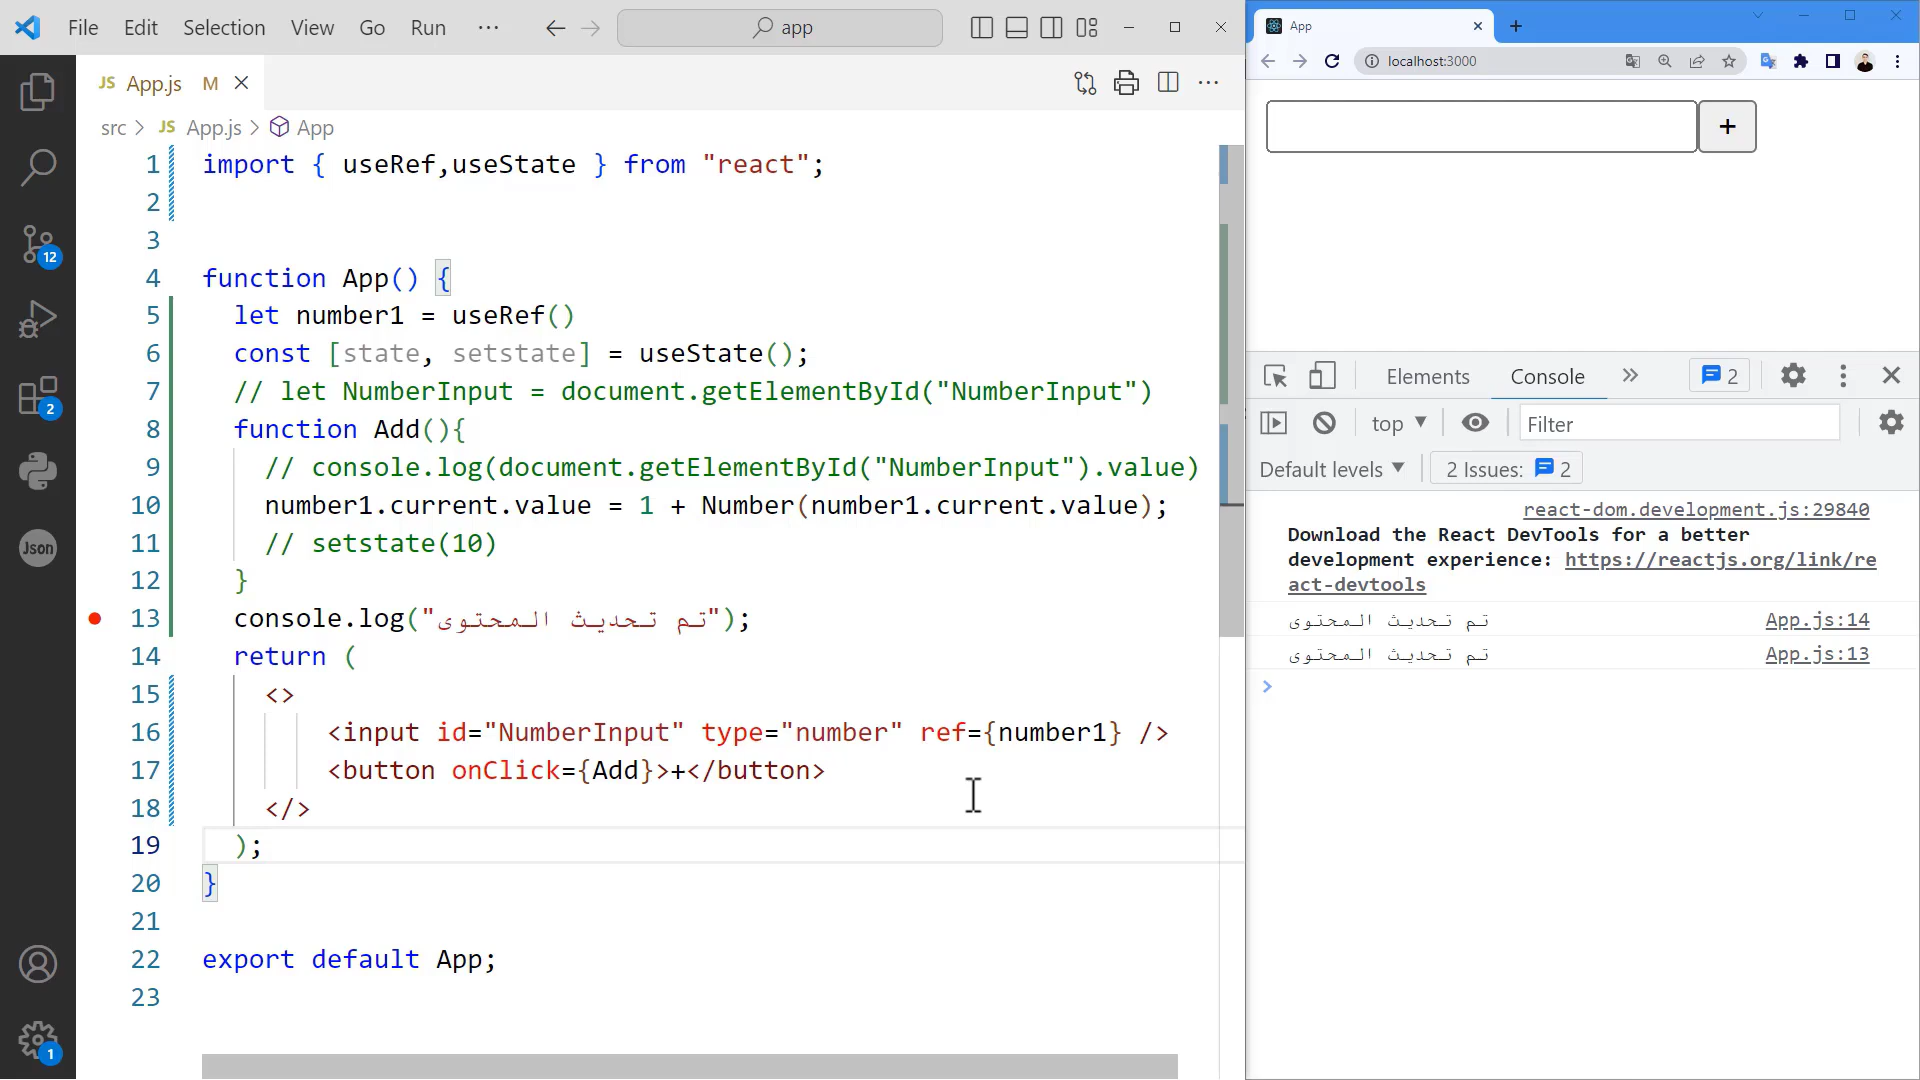 File Edit Selection View Go Run ··· app
JS App.js M
src > JS App.js > App
1 import { useRef,useState } from "react";
2
3
4 function App() {
5 let number1 = useRef()
6 const [state, setstate] = useState();
7 // let NumberInput = document.getElementById("NumberInput")
8 function Add(){
9 // console.log(document.getElementById("NumberInput").value)
10 number1.current.value = 1 + Number(number1.current.value);
11 // setstate(10)
12 }
13 console.log("تم تحديث المحتوى");
14 return (
15 <>
16 <input id="NumberInput" type="number" ref={number1} />
17 <button onClick={Add}>+</button>
18 </>
19 );
20 }
21
22 export default App;
23
12
2
Json
1
App
localhost:3000
+
Elements Console 2
top Filter
Default levels 2 Issues: 2
react-dom.development.js:29840
Download the React DevTools for a better
development experience: https://reactjs.org/link/re
act-devtools
تم تحديث المحتوى App.js:14
تم تحديث المحتوى App.js:13